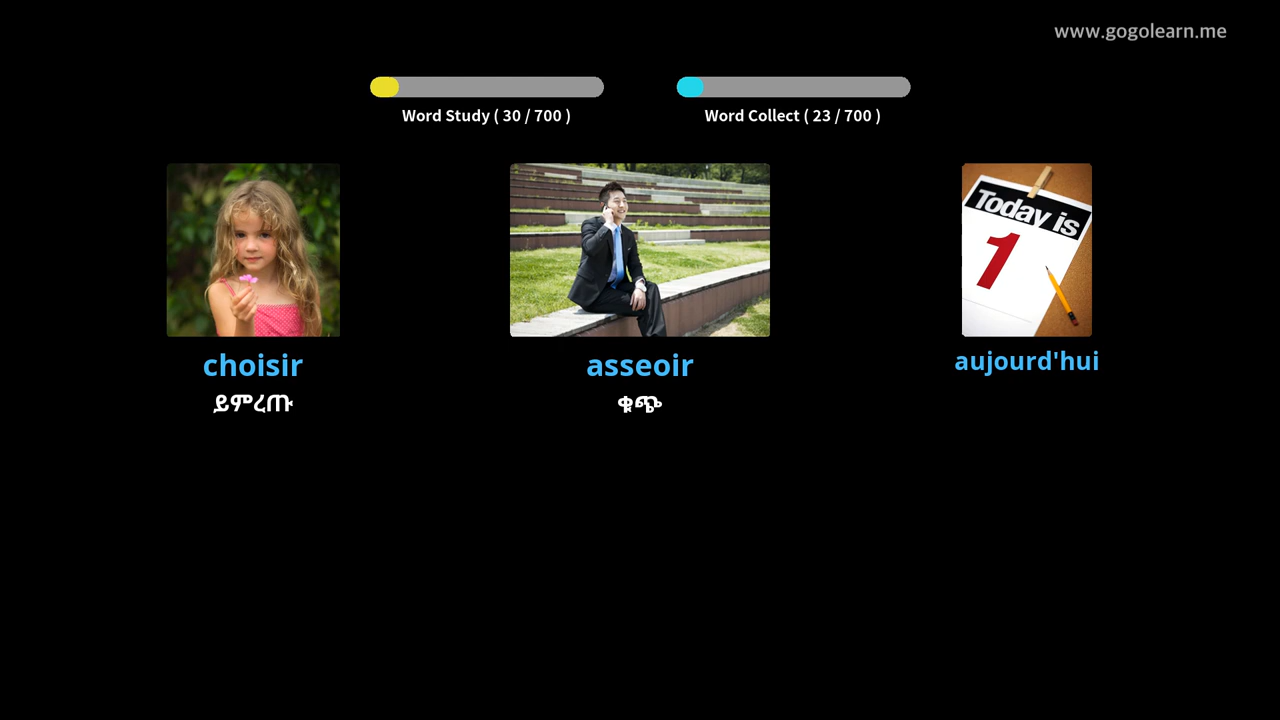 www.gogolearn.me
Word Study ( 30 / 700 )
Word Collect ( 23 / 700 )
Today is
1
choisir
asseoir
aujourd'hui
ይምረጡ
ቁጭ